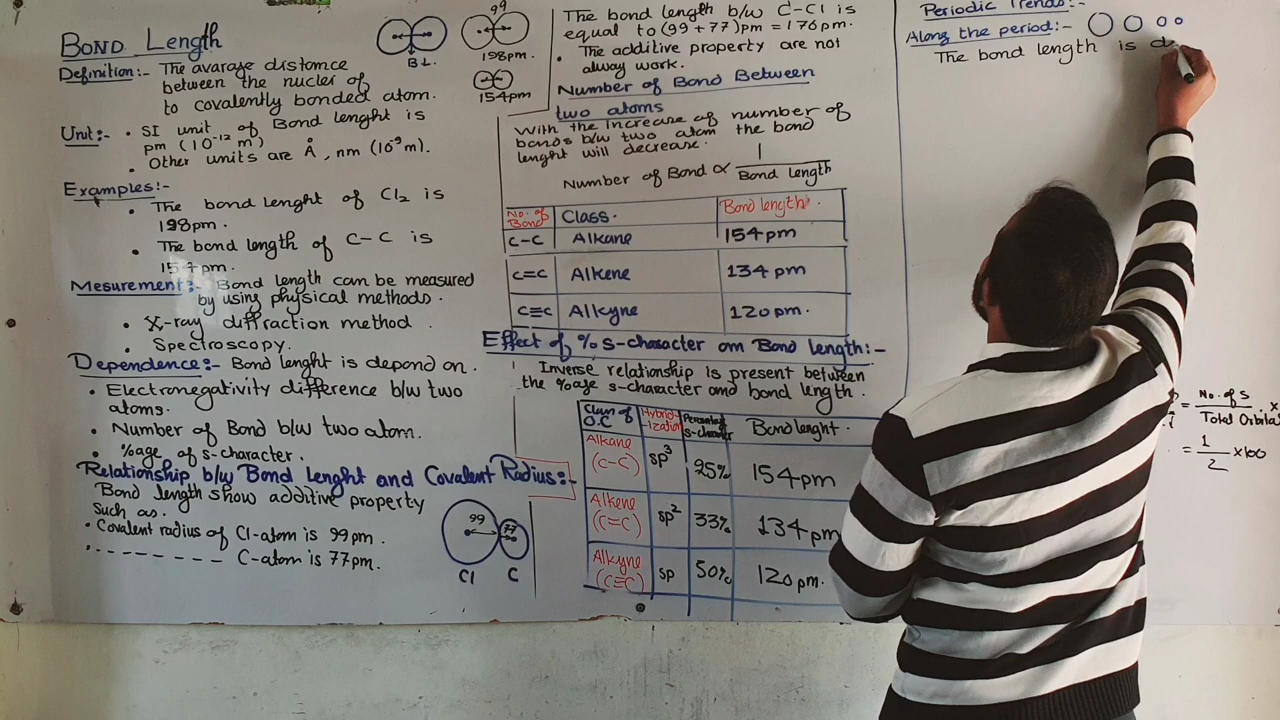 BOND Length
Definition:- The avarage distance
between the nuclei of
to covalently bonded atom.
B.L.
99
198pm.
154pm
Unit:- • SI unit of Bond lenght is
pm (10⁻¹² m)
• Other units are Å, nm (10⁻⁹m).
Examples:-
• The bond lenght of Cl₂ is
198pm.
• The bond length of C-C is
154pm.
Mesurement:- Bond length can be measured
by using physical methods.
• X-ray diffraction method.
• Spectroscopy.
Dependence:- Bond lenght is depond on.
• Electronegativity difference b/w two
atoms.
• Number of Bond b/w two atom.
• %age of s-character.
Relationship b/w Bond lenght and Covalent Radius:-
Bond length show additive property
such as.
• Covalent radius of Cl-atom is 99pm.
• - - - - - - - C-atom is 77pm.
99
77
Cl C
The bond length b/w C-Cl is
equal to (99+77)pm = 176pm.
• The additive property are not
alway work.
Number of Bond Between
two atoms
With the increase of number of
bonds b/w two atom the bond
lenght will decrease.
Number of Bond ∝ 1/Bond Length
No. of Bond Class. Bond length.
C-C Alkane 154pm
C=C Alkene 134pm
C≡C Alkyne 120pm.
Effect of % S-character on Bond length:-
Inverse relationship is present between
the %age s-character and bond length.
Class of O.C Hybrid-ization Percentage s-character Bond lenght.
Alkane (C-C) sp³ 25% 154pm
Alkene (C=C) sp² 33% 134pm
Alkyne (C≡C) sp 50% 120pm.
Periodic Trends:-
Along the period:-
The bond length is d
= No. of S / Total Orbita x
= 1/2 x100